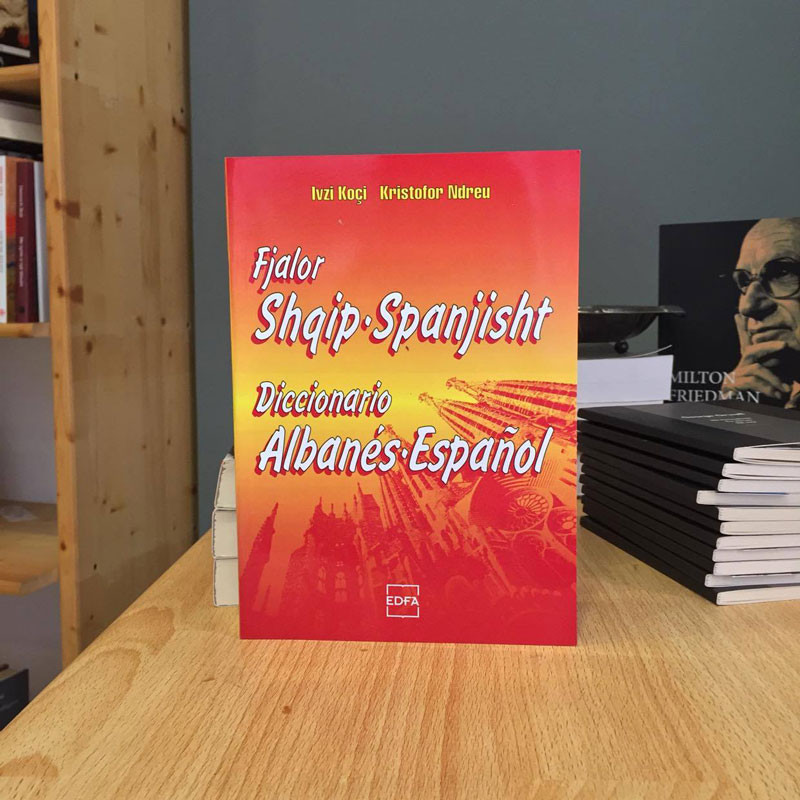 Ivzi Koçi Kristofor Ndreu
Fjalor
Shqip·Spanjisht
Diccionario
Albanés·Español
EDFA
MILTON
FRIEDMAN